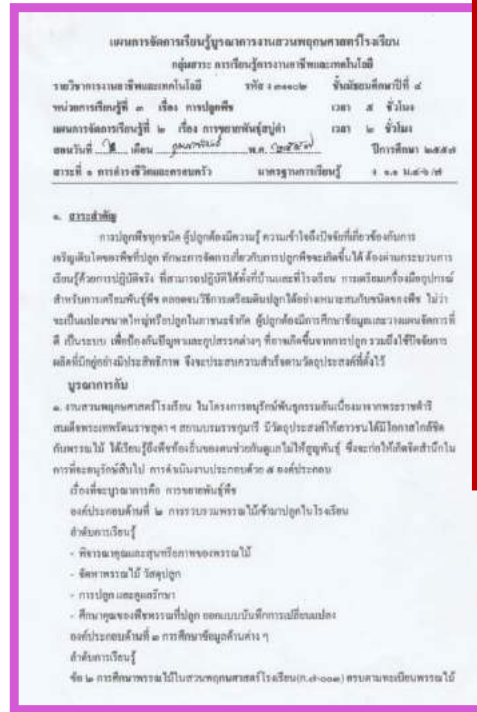 แผนการจัดการเรียนรู้บูรณาการงานสวนพฤกษศาสตร์โรงเรียน
กลุ่มสาระ การเรียนรู้การงานอาชีพและเทคโนโลยี
รายวิชาการงานอาชีพและเทคโนโลยี รหัส ง ๓๑๑๐๒ ชั้นมัธยมศึกษาปีที่ ๔
หน่วยการเรียนรู้ที่ ๓ เรื่อง การปลูกพืช เวลา ๕ ชั่วโมง
แผนการจัดการเรียนรู้ที่ ๒ เรื่อง การขยายพันธุ์สบู่ดำ เวลา ๒ ชั่วโมง
สอนวันที่ เดือน กุมภาพันธ์ พ.ศ. ๒๕๕๗ ปีการศึกษา ๒๕๕๗
สาระที่ ๑ การดำรงชีวิตและครอบครัว มาตรฐานการเรียนรู้ ง ๑.๑ ม.๔-๖/๗
๑. สาระสำคัญ
การปลูกพืชทุกชนิด ผู้ปลูกต้องมีความรู้ ความเข้าใจถึงปัจจัยที่เกี่ยวข้องกับการ
เจริญเติบโตของพืชที่ปลูก ทักษะการจัดการเกี่ยวกับการปลูกพืชจะเกิดขึ้นได้ ต้องผ่านกระบวนการ
เรียนรู้ด้วยการปฏิบัติจริง ที่สามารถปฏิบัติได้ทั้งที่บ้านและที่โรงเรียน การเตรียมเครื่องมืออุปกรณ์
สำหรับการเตรียมพันธุ์พืช ตลอดจนวิธีการเตรียมดินปลูกได้อย่างเหมาะสมกับชนิดของพืช ไม่ว่า
จะเป็นแปลงขนาดใหญ่หรือปลูกในภาชนะจำกัด ผู้ปลูกต้องมีการศึกษาข้อมูลและวางแผนจัดการที่
ดี เป็นระบบ เพื่อป้องกันปัญหาและอุปสรรคต่างๆ ที่อาจเกิดขึ้นจากการปลูก รวมถึงใช้ปัจจัยการ
ผลิตที่มีอยู่อย่างมีประสิทธิภาพ จึงจะประสบความสำเร็จตามวัตถุประสงค์ที่ตั้งไว้
บูรณาการกับ
๑. งานสวนพฤกษศาสตร์โรงเรียน ในโครงการอนุรักษ์พันธุกรรมอันเนื่องมาจากพระราชดำริ
สมเด็จพระเทพรัตนราชสุดา ฯ สยามบรมราชกุมารี มีวัตถุประสงค์ให้เยาวชนได้มีโอกาสใกล้ชิด
กับพรรณไม้ ได้เรียนรู้ถึงพืชท้องถิ่นของตนช่วยกันดูแลไม่ให้สูญพันธุ์ ซึ่งจะก่อให้เกิดจิตสำนึกใน
การที่จะอนุรักษ์สืบไป การดำเนินงานประกอบด้วย ๕ องค์ประกอบ
เรื่องที่จะบูรณาการคือ การขยายพันธุ์พืช
องค์ประกอบด้านที่ ๒ การรวบรวมพรรณไม้เข้ามาปลูกในโรงเรียน
ลำดับการเรียนรู้
- พิจารณาคุณและสุนทรียภาพของพรรณไม้
- จัดหาพรรณไม้ วัสดุปลูก
- การปลูก และดูแลรักษา
- ศึกษาคุณของพืชพรรณที่ปลูก ออกแบบบันทึกการเปลี่ยนแปลง
องค์ประกอบด้านที่ ๓ การศึกษาข้อมูลด้านต่าง ๆ
ลำดับการเรียนรู้
ข้อ ๒ การศึกษาพรรณไม้ในสวนพฤกษศาสตร์โรงเรียน(ก.๗-๐๐๓) ครบตามทะเบียนพรรณไม้